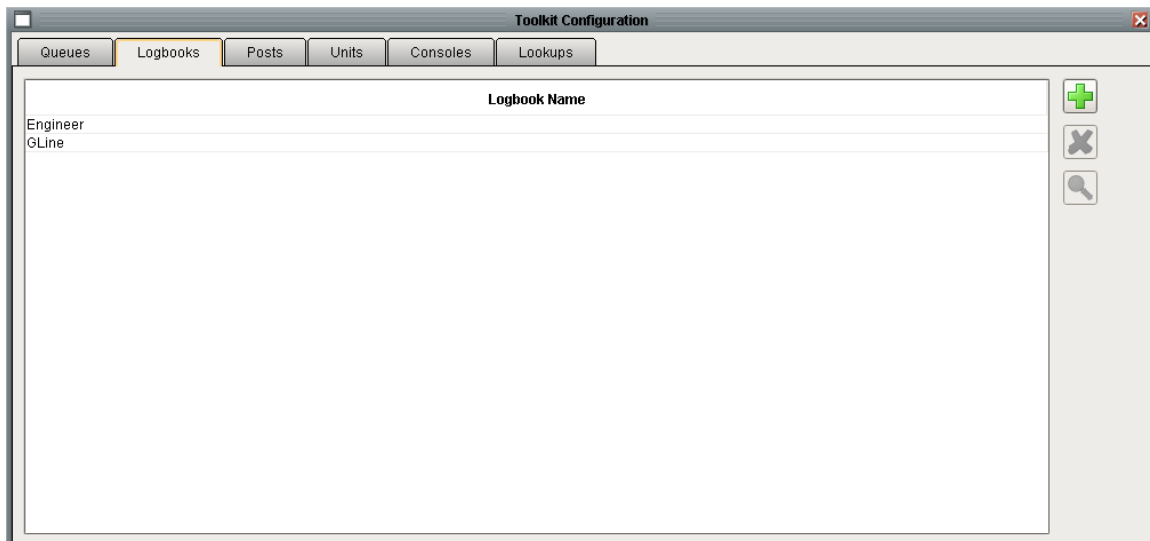 Toolkit Configuration
Queues Logbooks Posts Units Consoles Lookups
Logbook Name
Engineer
GLine